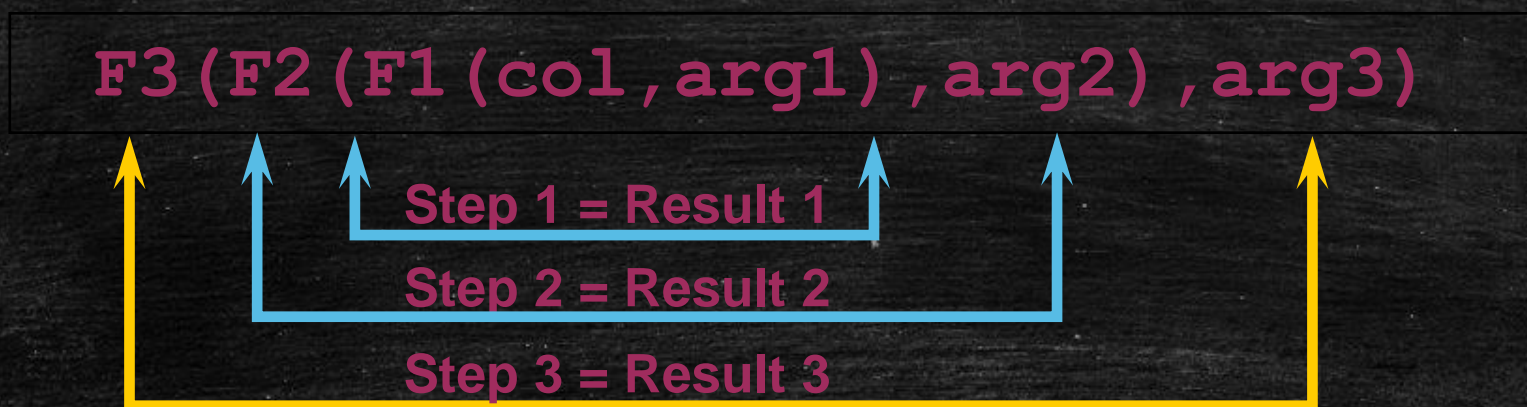 F3(F2(F1(col,arg1),arg2),arg3)
Step 1 = Result 1
Step 2 = Result 2
Step 3 = Result 3